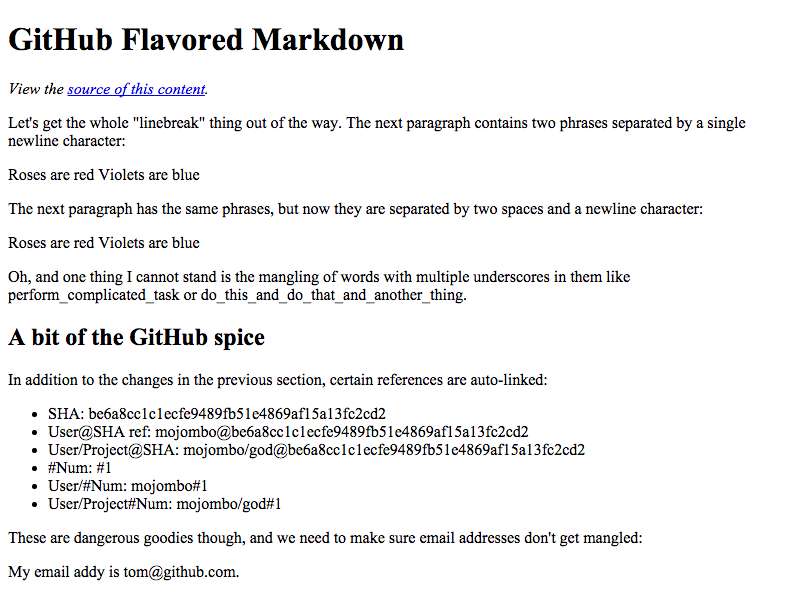 GitHub Flavored Markdown
View the source of this content.
Let's get the whole "linebreak" thing out of the way. The next paragraph contains two phrases separated by a single
newline character:
Roses are red Violets are blue
The next paragraph has the same phrases, but now they are separated by two spaces and a newline character:
Roses are red Violets are blue
Oh, and one thing I cannot stand is the mangling of words with multiple underscores in them like
perform_complicated_task or do_this_and_do_that_and_another_thing.
A bit of the GitHub spice
In addition to the changes in the previous section, certain references are auto-linked:
• SHA: be6a8cc1c1ecfe9489fb51e4869af15a13fc2cd2
• User@SHA ref: mojombo@be6a8cc1c1ecfe9489fb51e4869af15a13fc2cd2
• User/Project@SHA: mojombo/god@be6a8cc1c1ecfe9489fb51e4869af15a13fc2cd2
• #Num: #1
• User/#Num: mojombo#1
• User/Project#Num: mojombo/god#1
These are dangerous goodies though, and we need to make sure email addresses don't get mangled:
My email addy is tom@github.com.